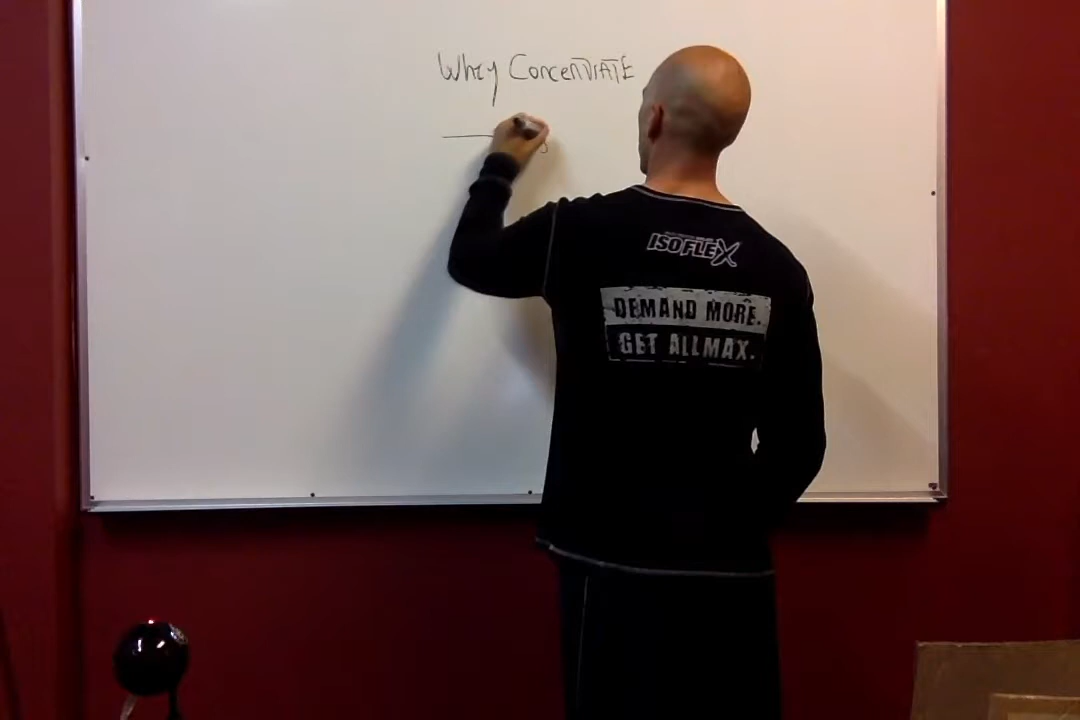 Whey ConcenTRATE
ISOFLEX
DEMAND MORE.
GET ALLMAX.